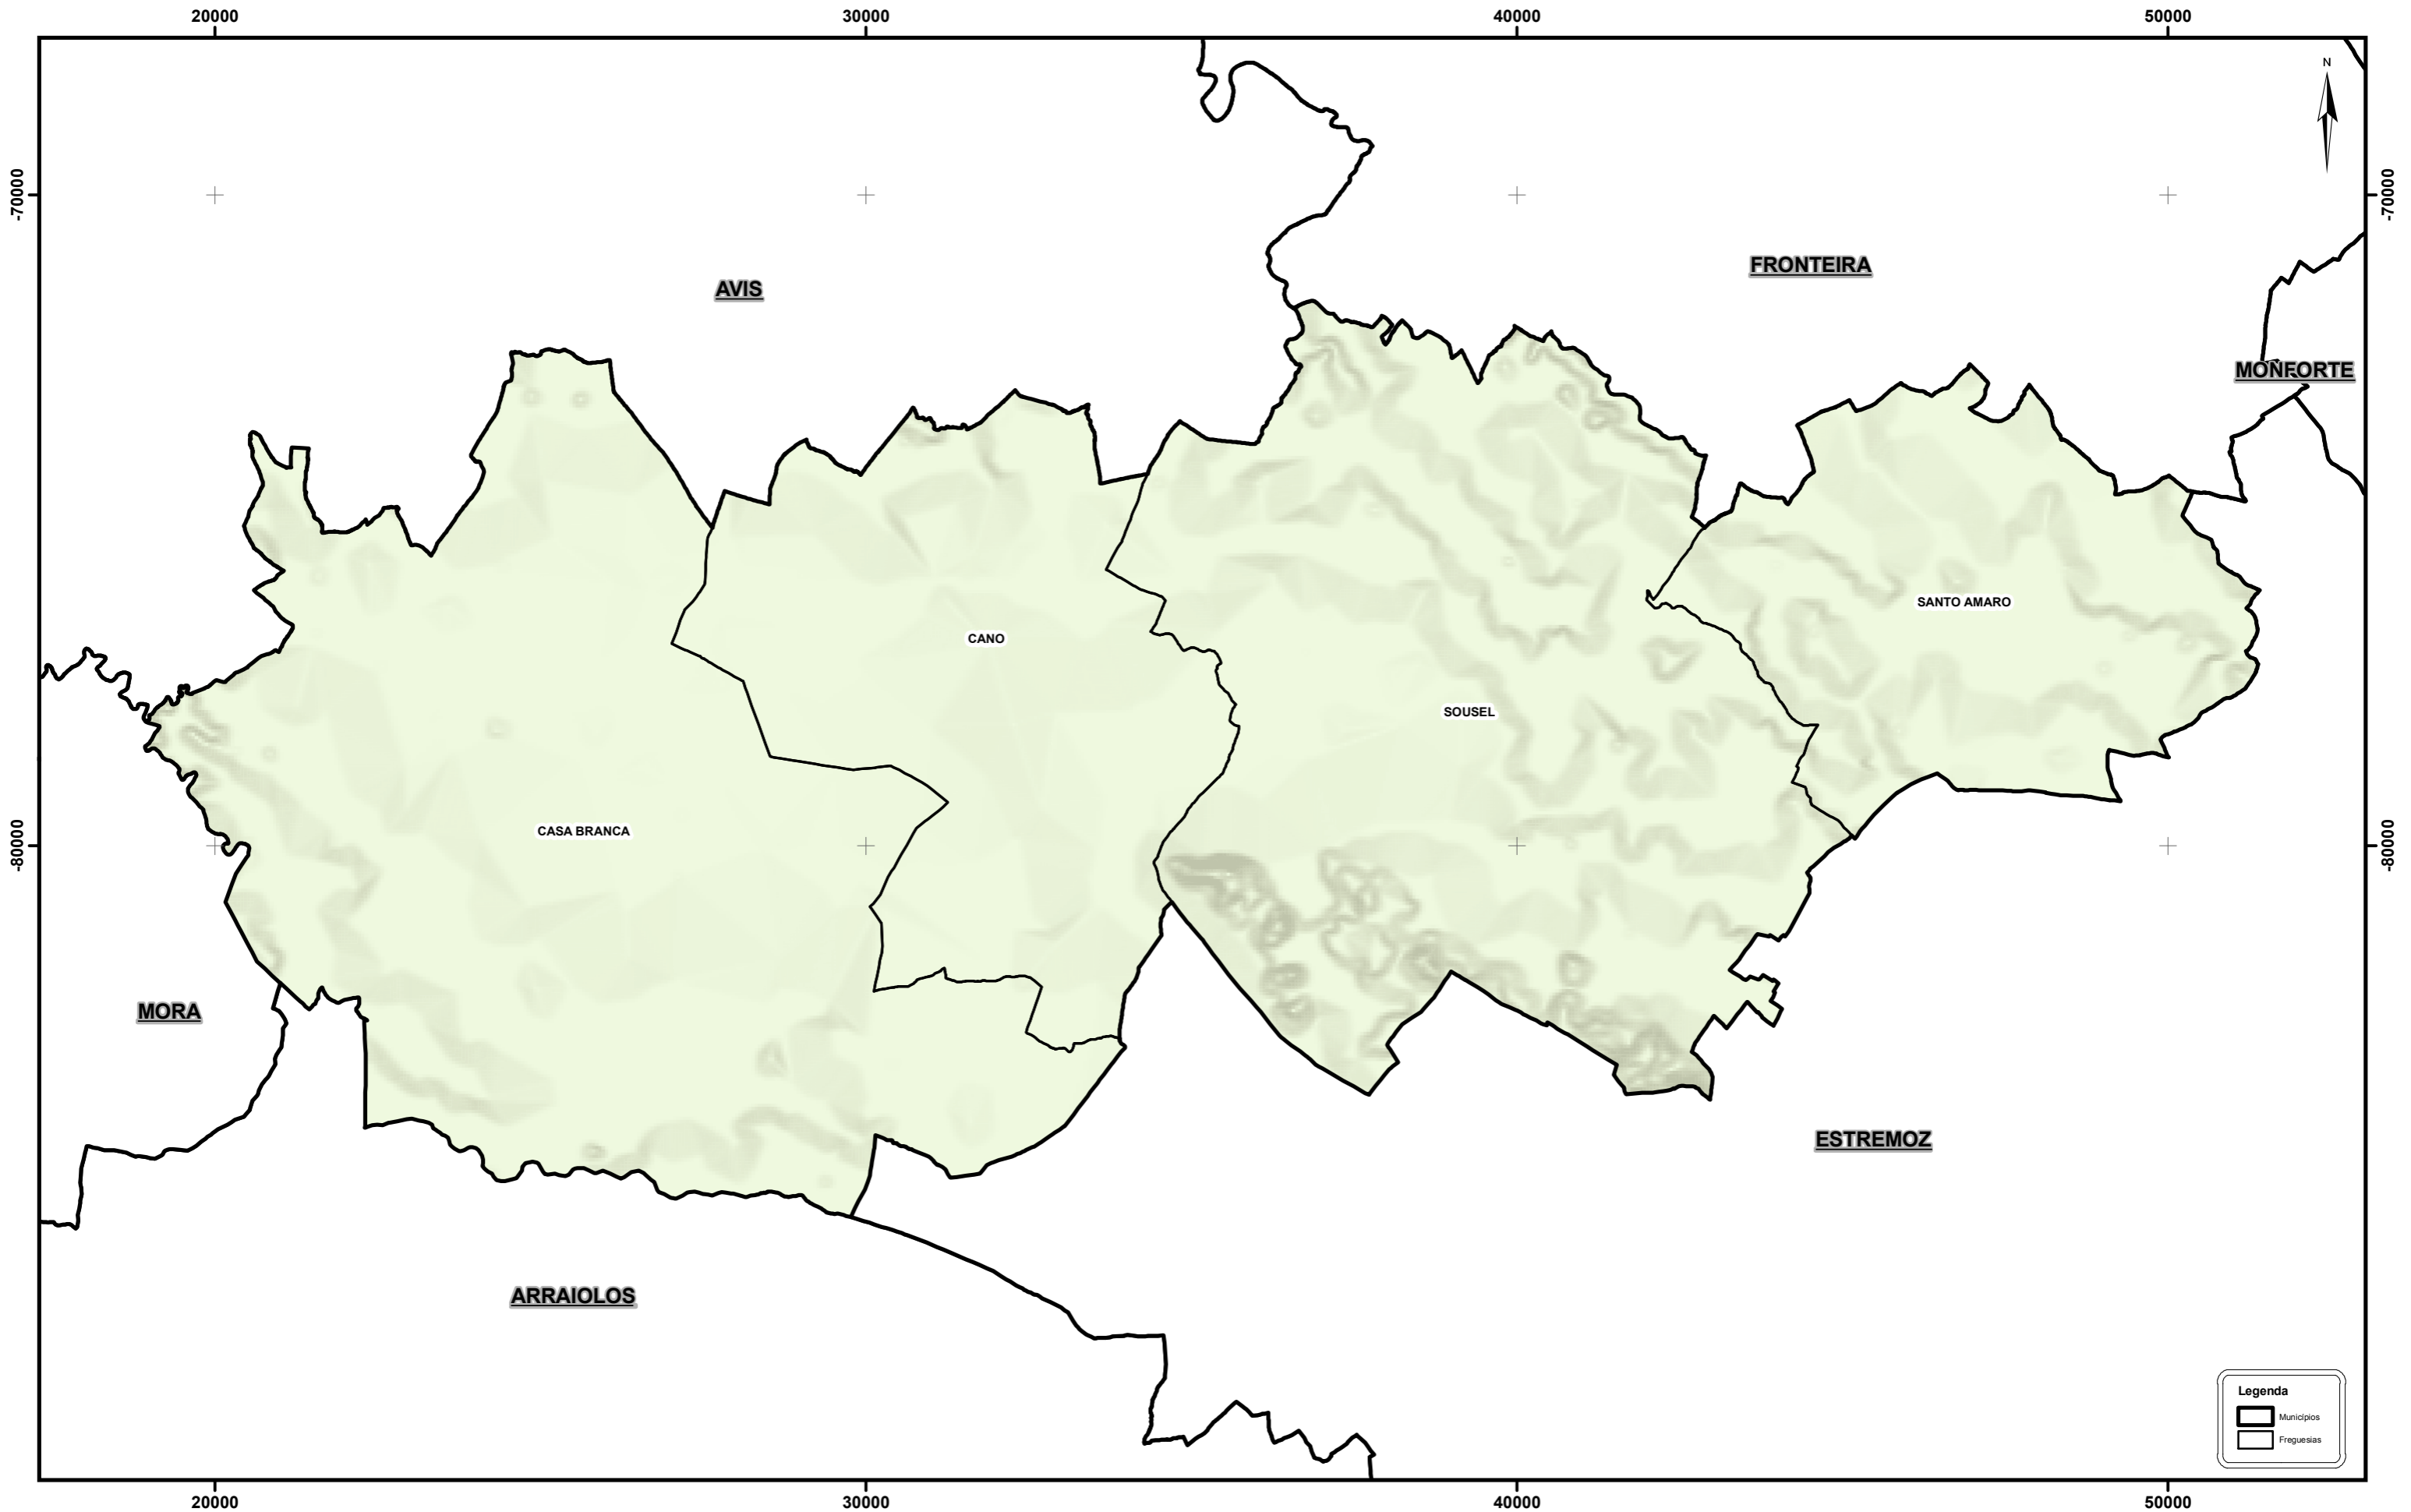 20000 30000 40000 50000
N
-70000 -70000
FRONTEIRA
AVIS
MONFORTE
SANTO AMARO
CANO
SOUSEL
CASA BRANCA
-80000 -80000
MORA
ESTREMOZ
ARRAIOLOS
Legenda
Municípios
Freguesias
20000 30000 40000 50000